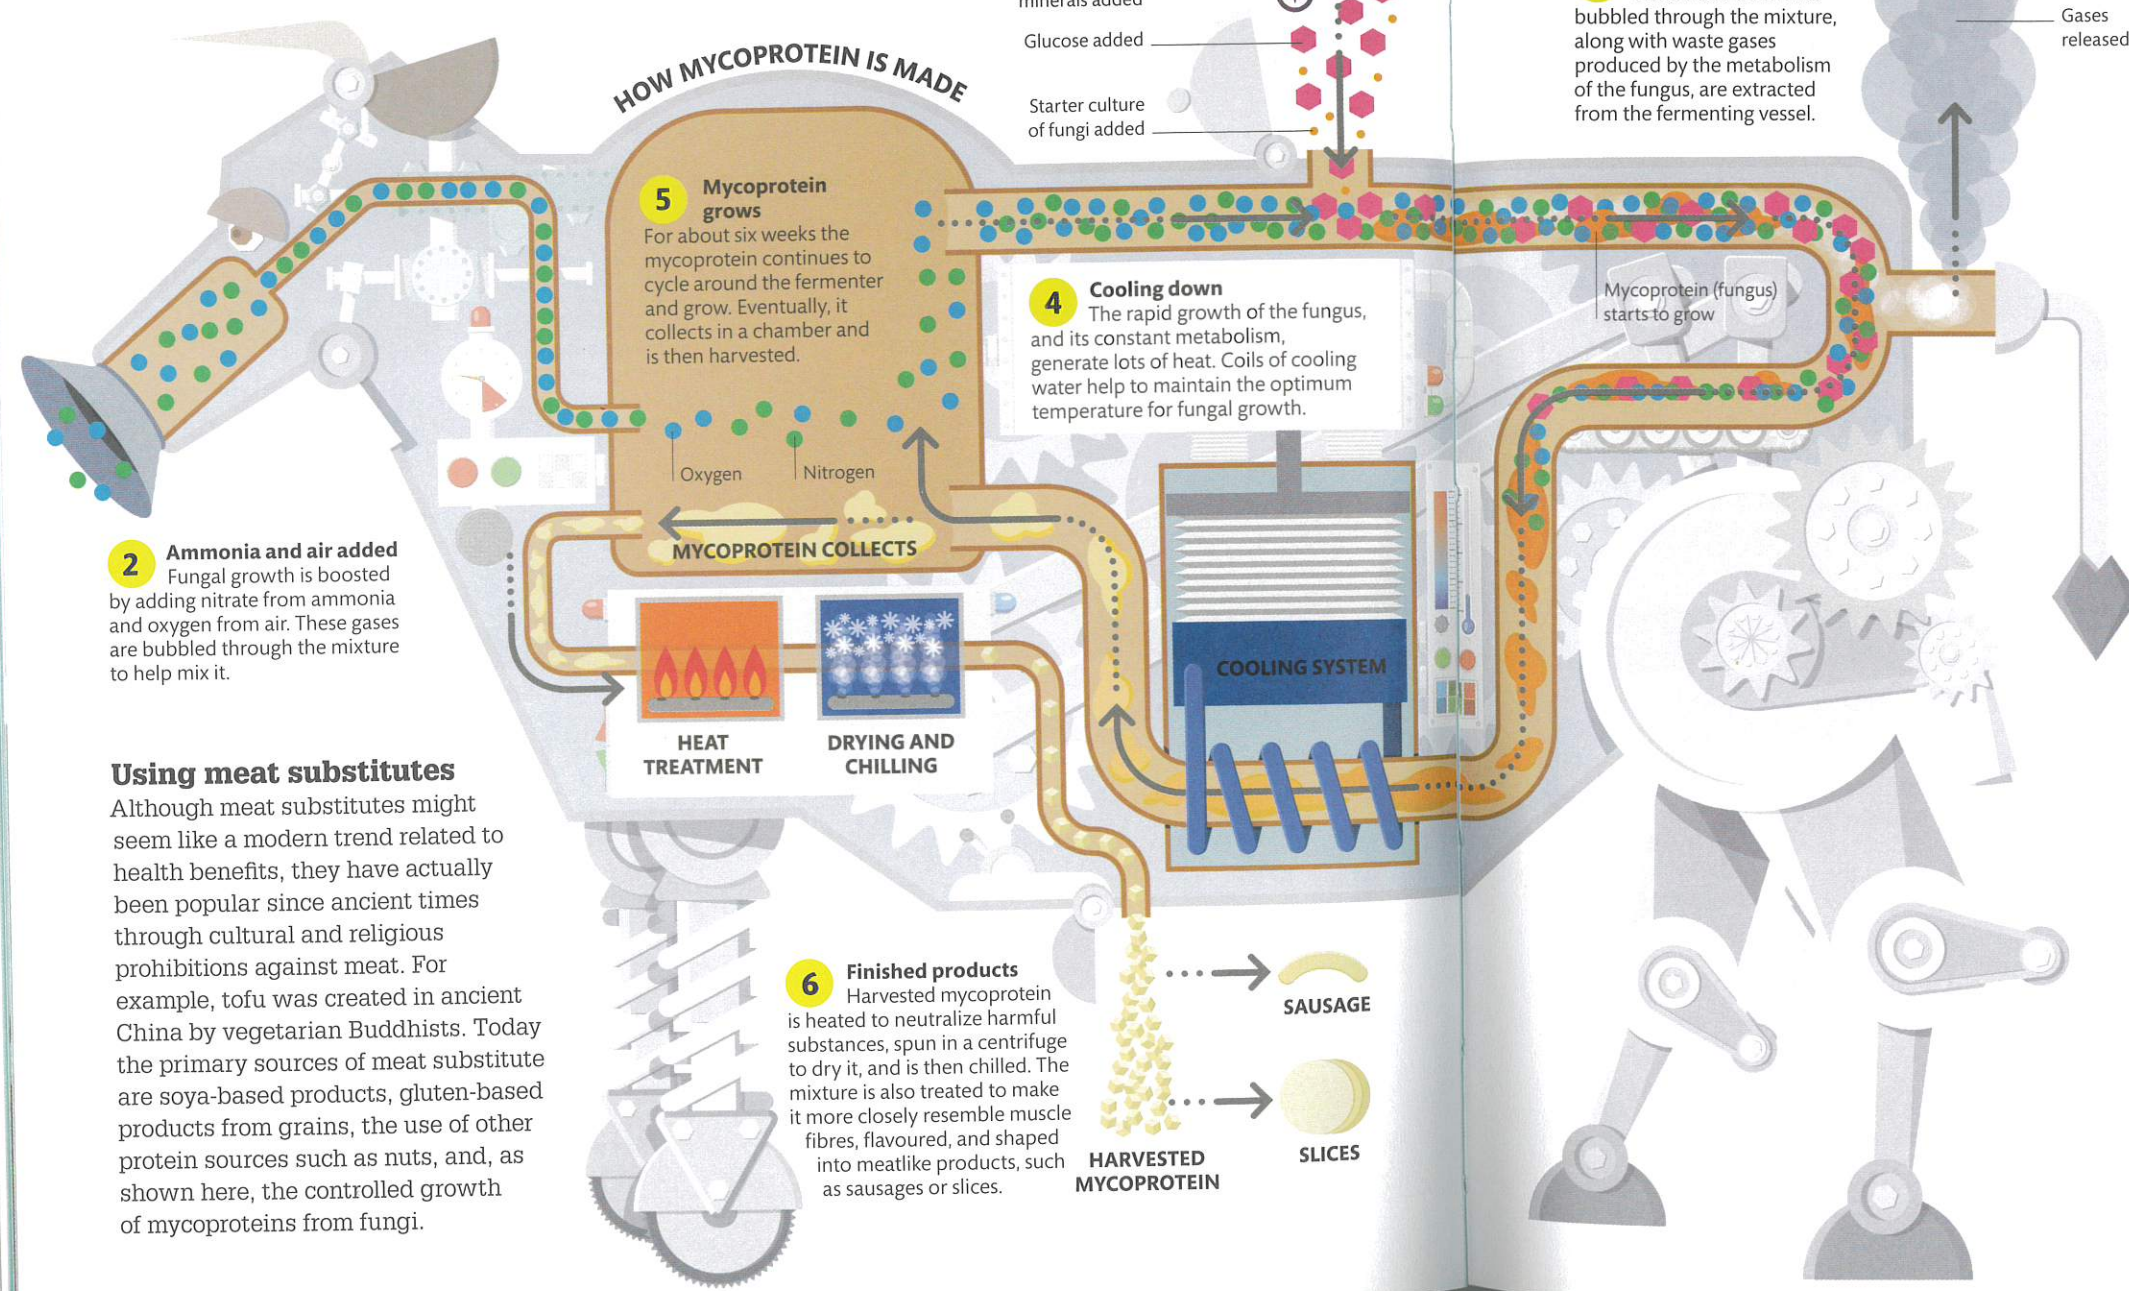 minerals added
Glucose added
Starter culture
of fungi added
HOW MYCOPROTEIN IS MADE
bubbled through the mixture,
along with waste gases
produced by the metabolism
of the fungus, are extracted
from the fermenting vessel.
Gases
released
5
Mycoprotein
grows
For about six weeks the
mycoprotein continues to
cycle around the fermenter
and grow. Eventually, it
collects in a chamber and
is then harvested.
Oxygen
Nitrogen
4
Cooling down
The rapid growth of the fungus,
and its constant metabolism,
generate lots of heat. Coils of cooling
water help to maintain the optimum
temperature for fungal growth.
Mycoprotein (fungus)
starts to grow
MYCOPROTEIN COLLECTS
2
Ammonia and air added
Fungal growth is boosted
by adding nitrate from ammonia
and oxygen from air. These gases
are bubbled through the mixture
to help mix it.
COOLING SYSTEM
HEAT
TREATMENT
DRYING AND
CHILLING
Using meat substitutes
Although meat substitutes might
seem like a modern trend related to
health benefits, they have actually
been popular since ancient times
through cultural and religious
prohibitions against meat. For
example, tofu was created in ancient
China by vegetarian Buddhists. Today
the primary sources of meat substitute
are soya-based products, gluten-based
products from grains, the use of other
protein sources such as nuts, and, as
shown here, the controlled growth
of mycoproteins from fungi.
6
Finished products
Harvested mycoprotein
is heated to neutralize harmful
substances, spun in a centrifuge
to dry it, and is then chilled. The
mixture is also treated to make
it more closely resemble muscle
fibres, flavoured, and shaped
into meatlike products, such
as sausages or slices.
HARVESTED
MYCOPROTEIN
SAUSAGE
SLICES